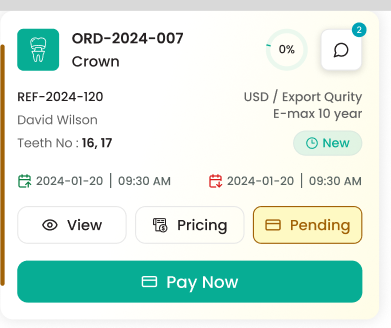 ORD-2024-007
Crown
0%
2
REF-2024-120
USD / Export Qurity
David Wilson
E-max 10 year
Teeth No : 16, 17
New
2024-01-20 | 09:30 AM
2024-01-20 | 09:30 AM
View
Pricing
Pending
Pay Now